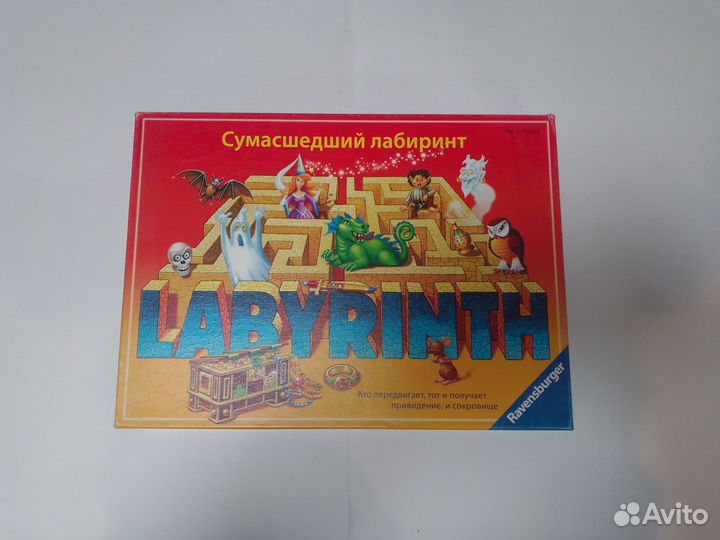 Сумасшедший лабиринт
LABYRINTH
Кто передвигает, тот и получает
привидение, и сокровище
Ravensburger
Avito